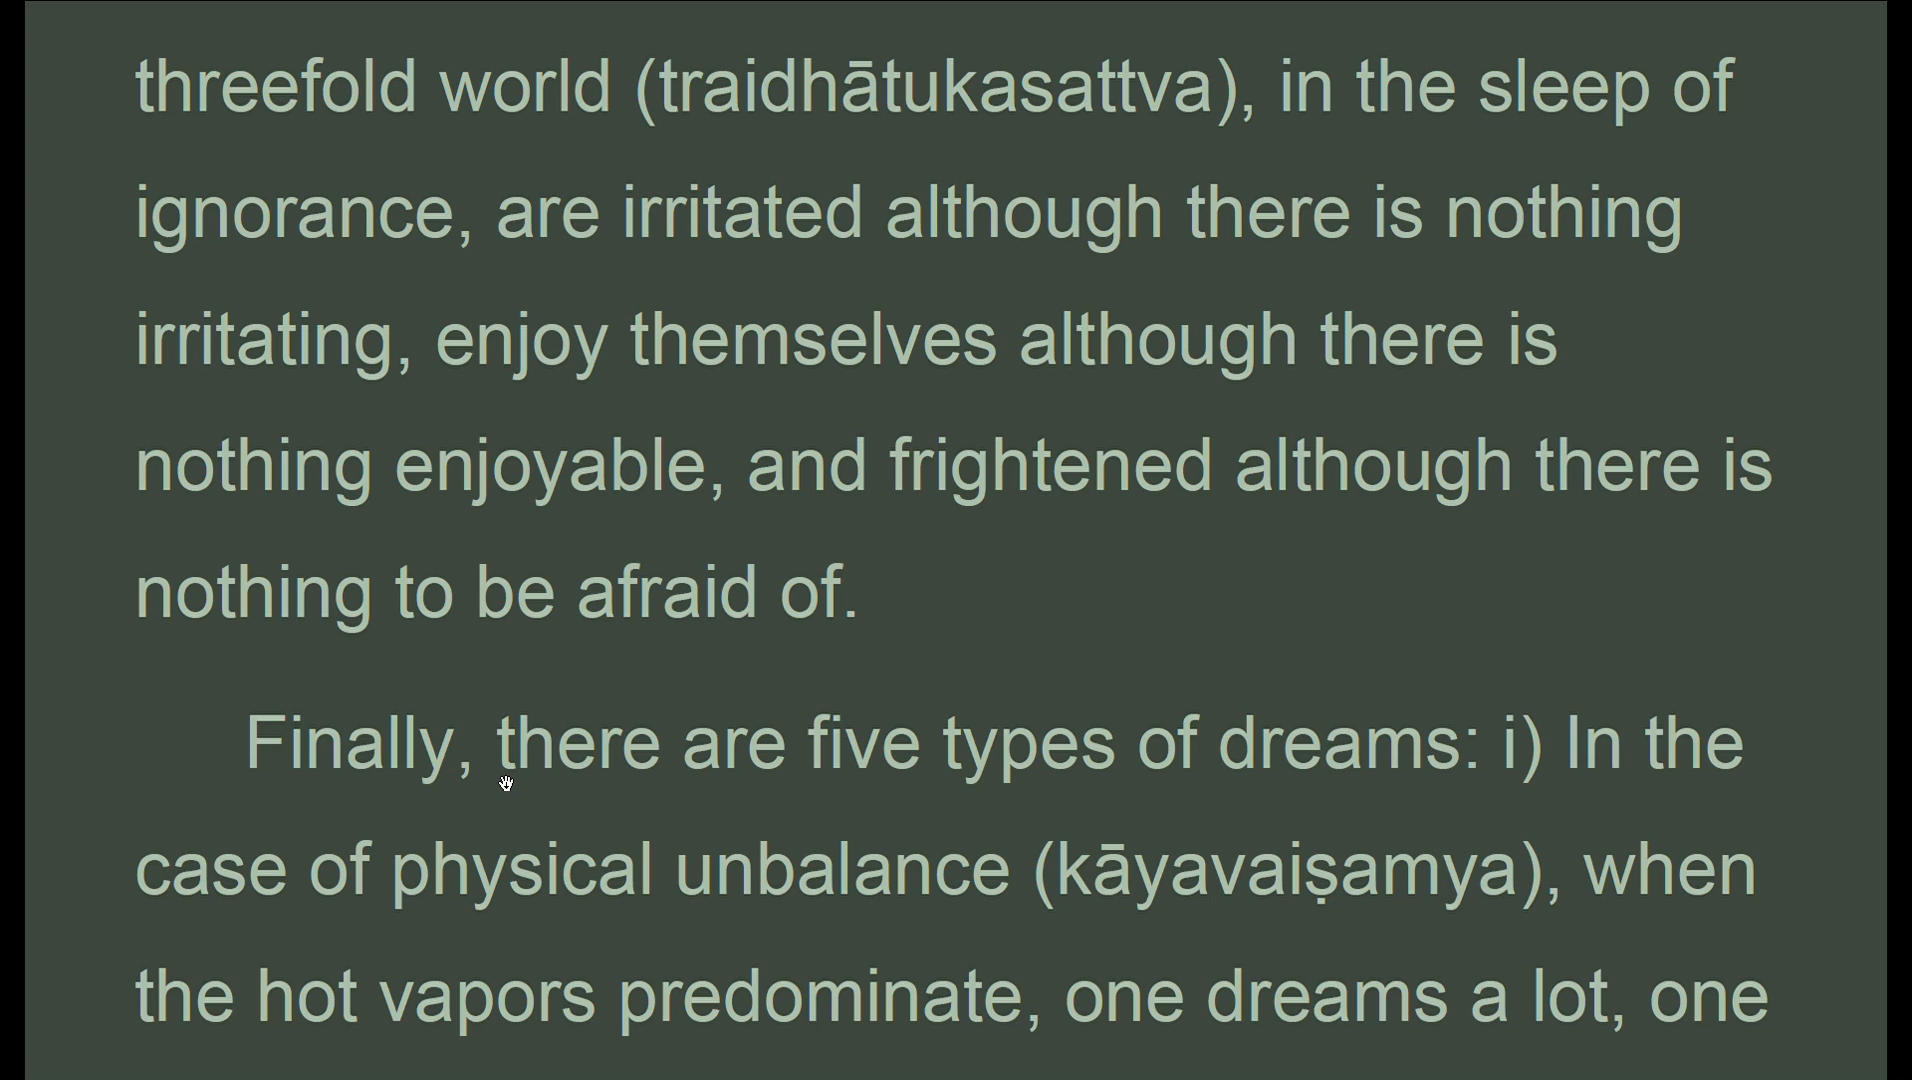 threefold world (traidhātukasattva), in the sleep of
ignorance, are irritated although there is nothing
irritating, enjoy themselves although there is
nothing enjoyable, and frightened although there is
nothing to be afraid of.
Finally, there are five types of dreams: i) In the
case of physical unbalance (kāyavaiṣamya), when
the hot vapors predominate, one dreams a lot, one